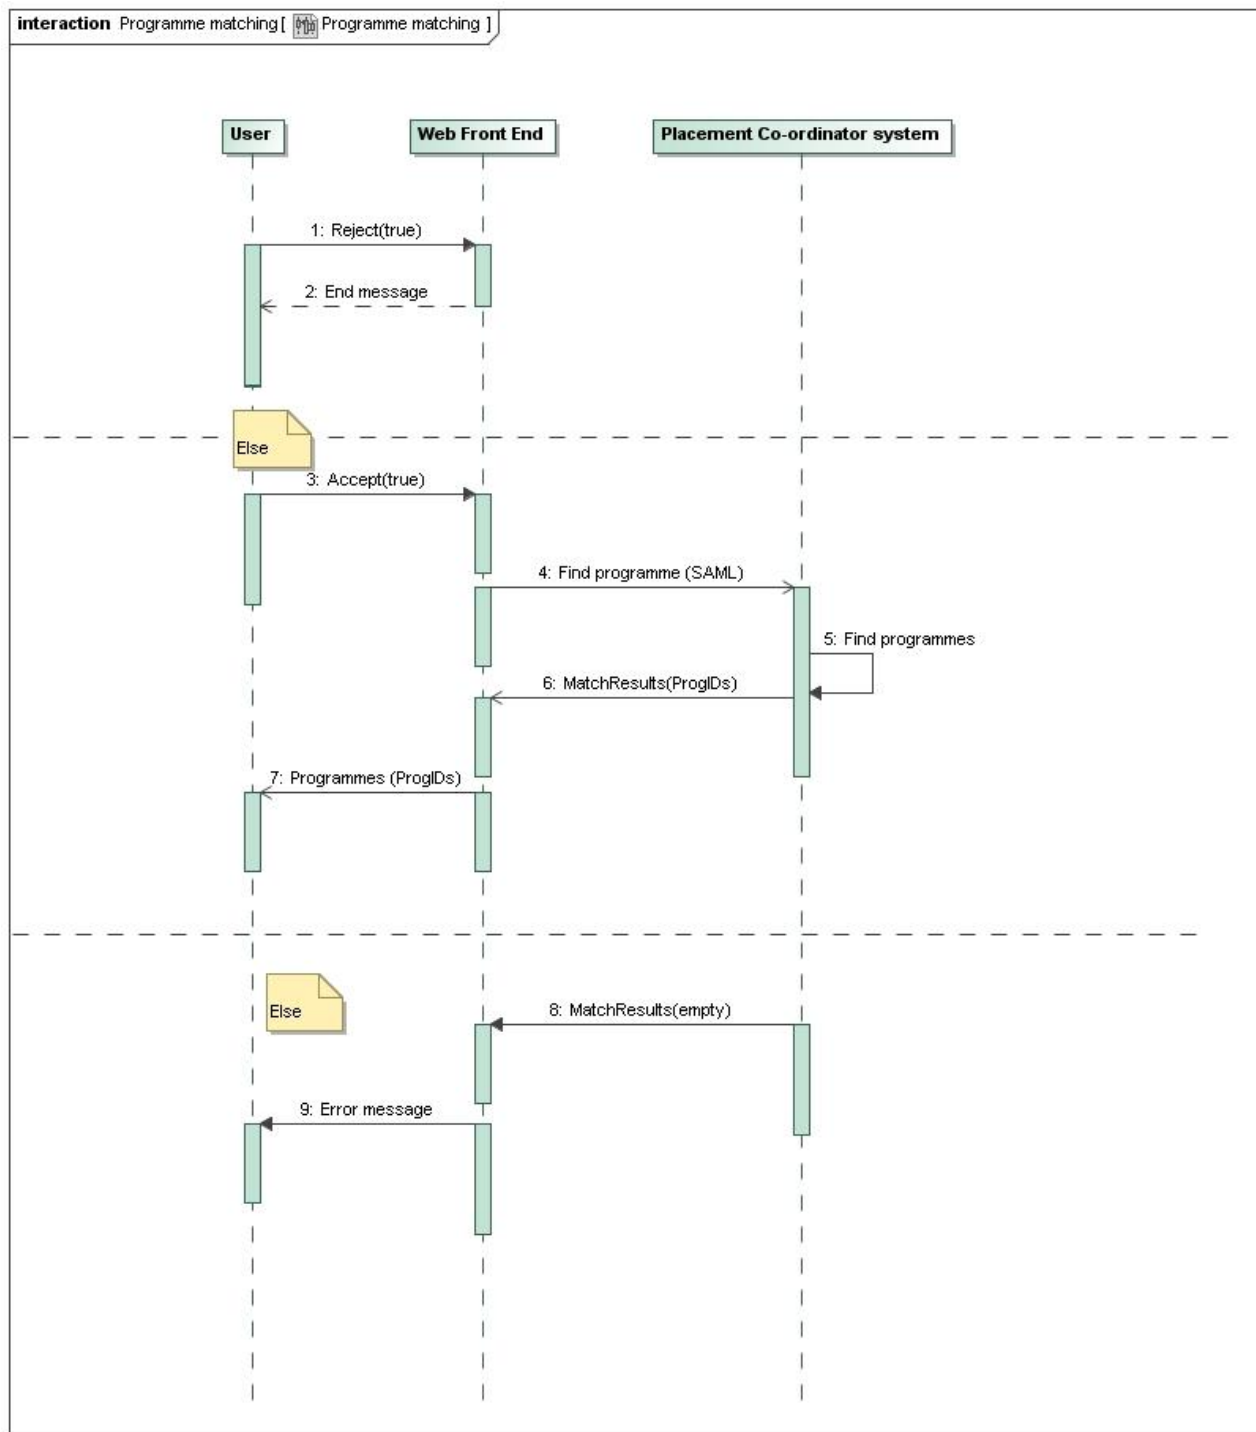 interaction Programme matching[ Programme matching ]
User
Web Front End
Placement Co-ordinator system
1: Reject(true)
2: End message
Else
3: Accept(true)
4: Find programme (SAML)
5: Find programmes
6: MatchResults(ProgIDs)
7: Programmes (ProgIDs)
Else
8: MatchResults(empty)
9: Error message